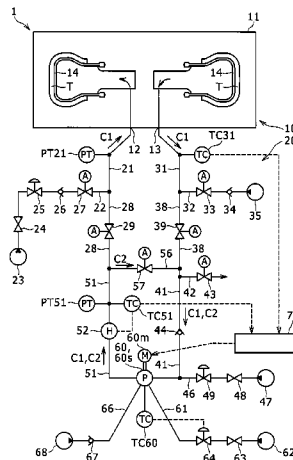 1
11
14
14
T
T
10
C1
12
13
C1
TC31
20
PT21
PT
TC
21
31
A
A
25
26
27
22
32
33
34
35
28
38
24
A
29
39
A
23
28
38
C2
56
A
A
51
57
42
43
41
PT51
PT
TC
TC51
C1,C2
52
H
60m
44
60,
60s
M
C1,C2
41
51
P
46
49
48
47
66
61
TC
TC60
68
67
64
63
62